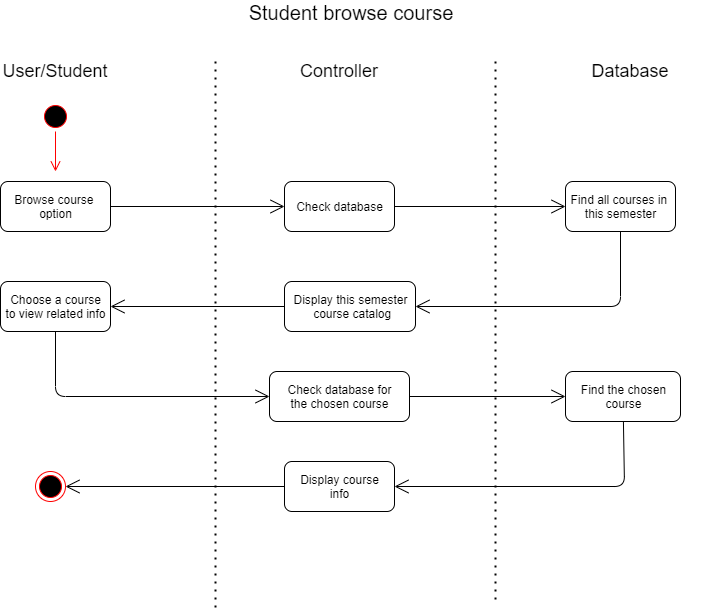 Student browse course
User/Student
Controller
Database
Browse course
option
Check database
Find all courses in
this semester
Choose a course
to view related info
Display this semester
course catalog
Check database for
the chosen course
Find the chosen
course
Display course
info